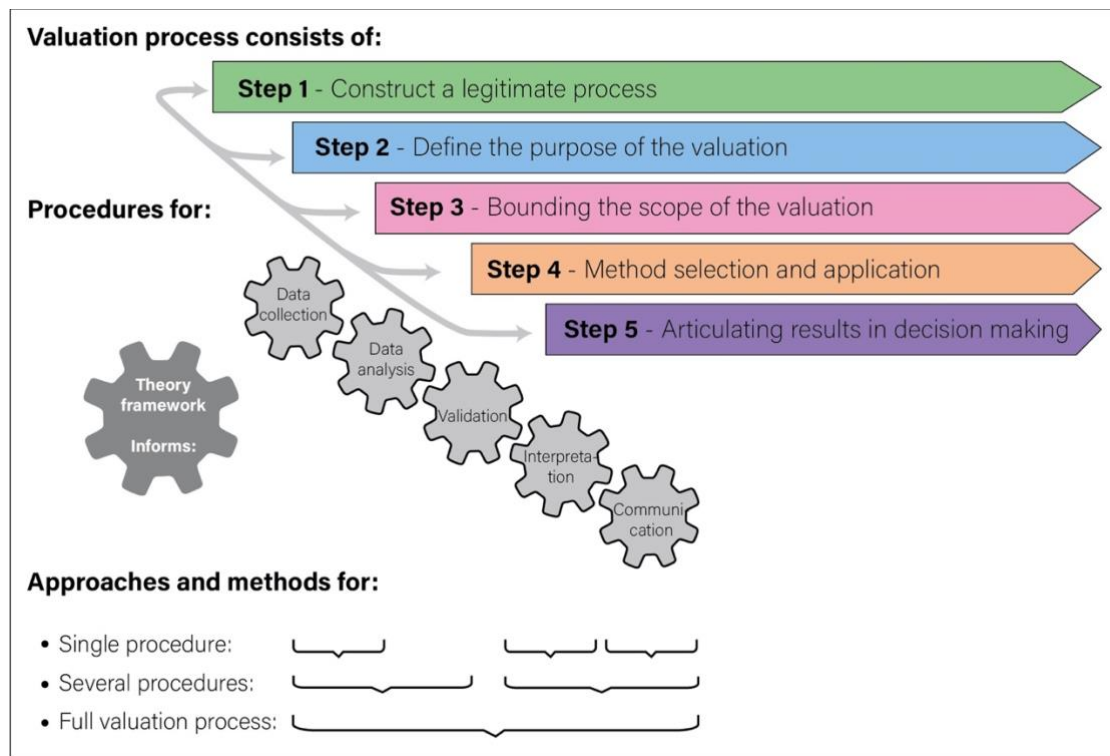 Valuation process consists of:
Step 1 - Construct a legitimate process
Step 2 - Define the purpose of the valuation
Procedures for:
Step 3 - Bounding the scope of the valuation
Step 4 - Method selection and application
Step 5 - Articulating results in decision making
Data
collection
Data
analysis
Validation
Interpreta-
tion
Communi-
cation
Theory
framework
Informs:
Approaches and methods for:
• Single procedure:
• Several procedures:
• Full valuation process: